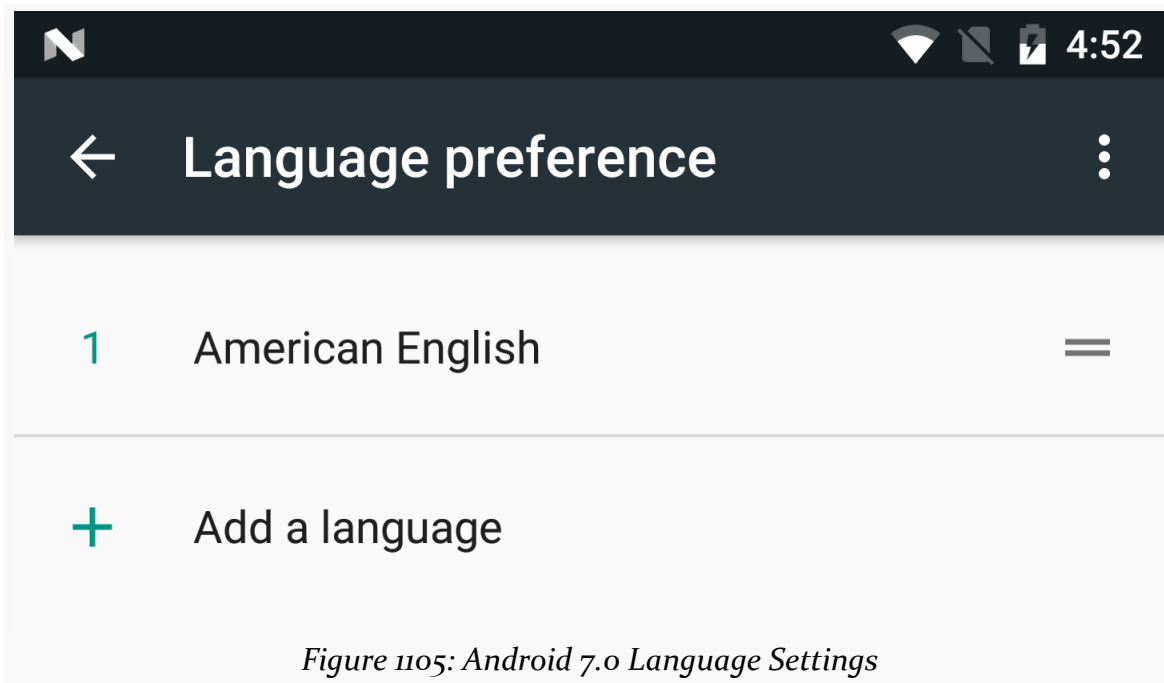 4:52
Language preference
1 American English
Add a language
Figure 1105: Android 7.0 Language Settings